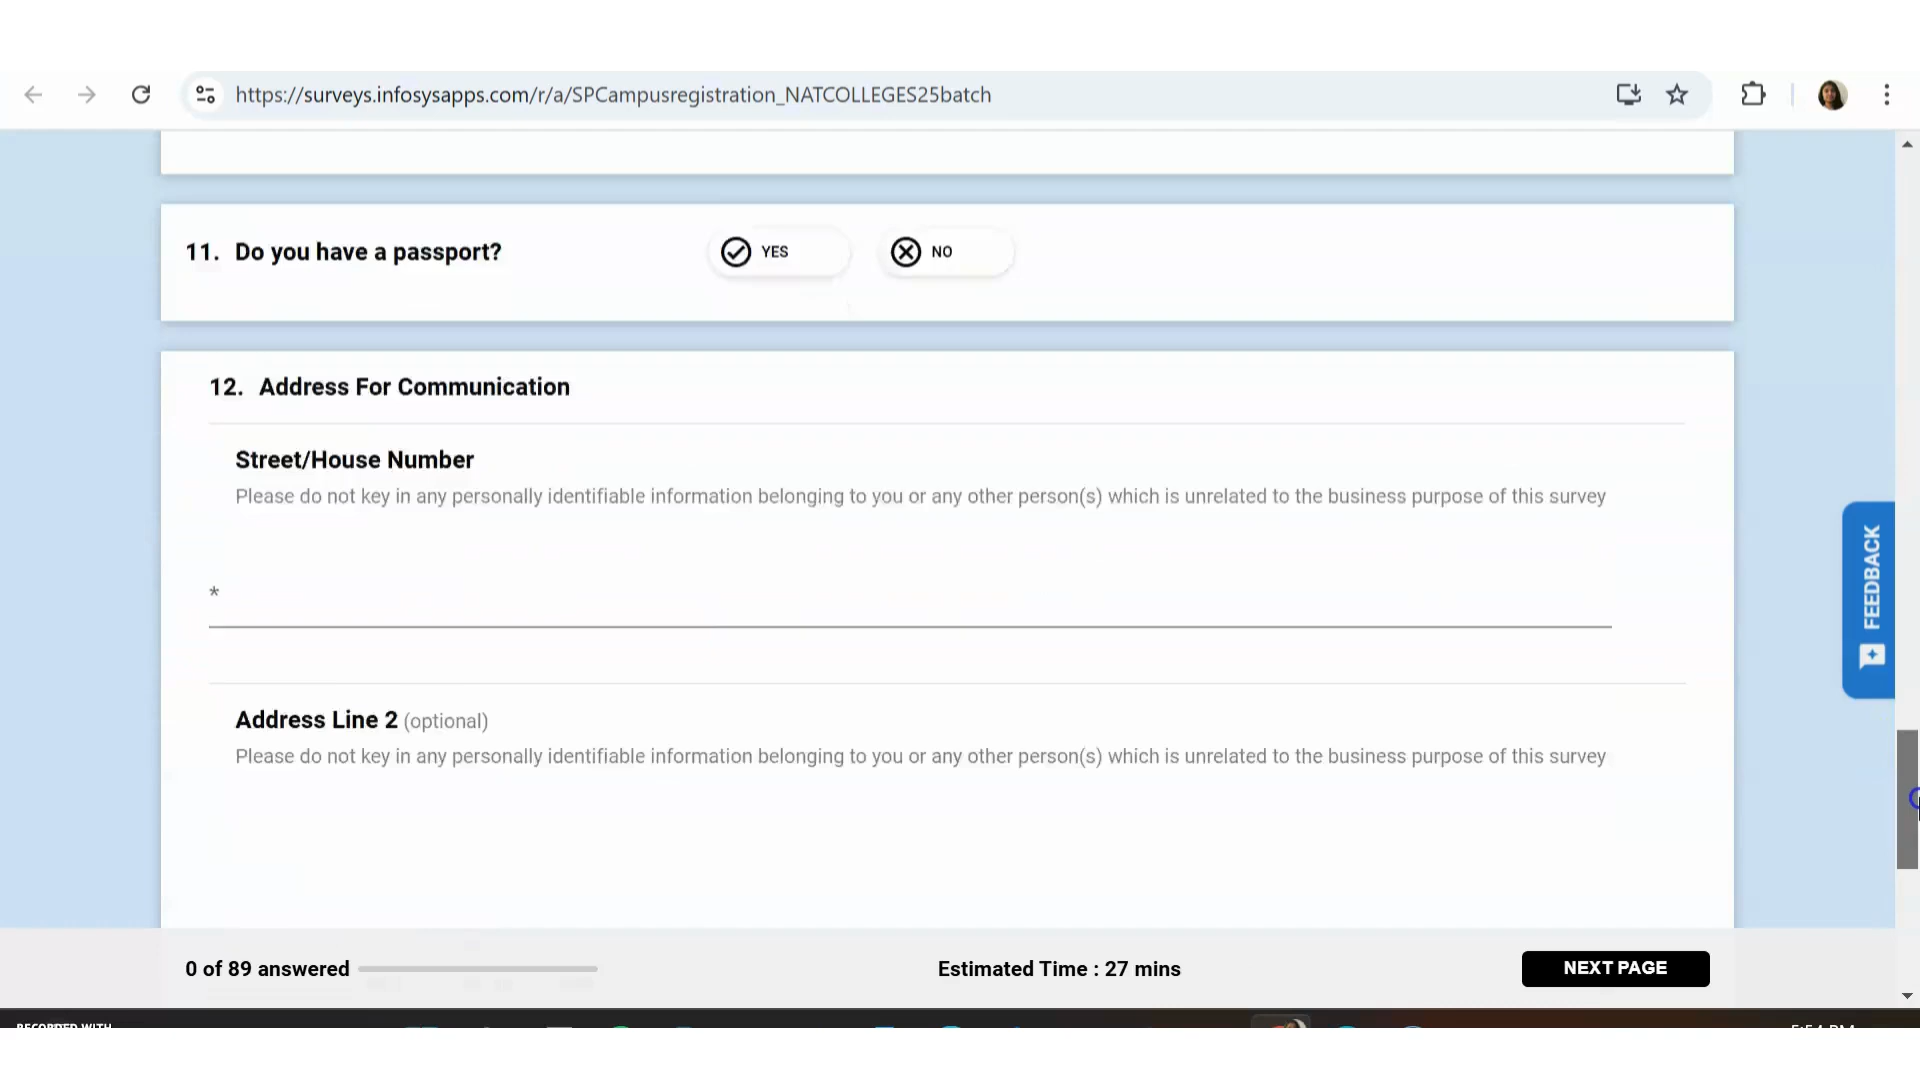 https://surveys.infosysapps.com/r/a/SPCampusregistration_NATCOLLEGES25batch
11. Do you have a passport? YES NO
12. Address For Communication
Street/House Number
Please do not key in any personally identifiable information belonging to you or any other person(s) which is unrelated to the business purpose of this survey
*
FEEDBACK
Address Line 2 (optional)
Please do not key in any personally identifiable information belonging to you or any other person(s) which is unrelated to the business purpose of this survey
0 of 89 answered Estimated Time : 27 mins NEXT PAGE
RECORDED WITH